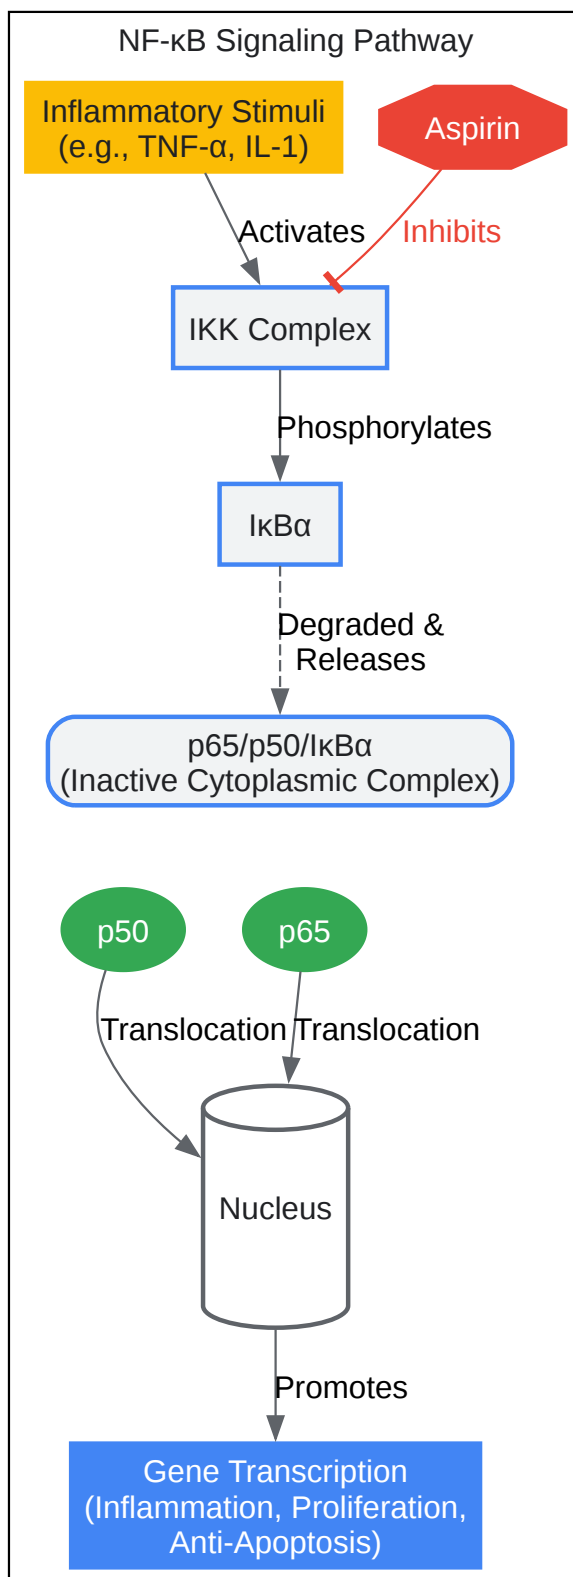 NF-κB Signaling Pathway
Inflammatory Stimuli
(e.g., TNF-α, IL-1)
Aspirin
Activates
Inhibits
IKK Complex
Phosphorylates
IκBα
Degraded &
Releases
p65/p50/IκBα
(Inactive Cytoplasmic Complex)
p50
p65
Translocation
Translocation
Nucleus
Promotes
Gene Transcription
(Inflammation, Proliferation,
Anti-Apoptosis)